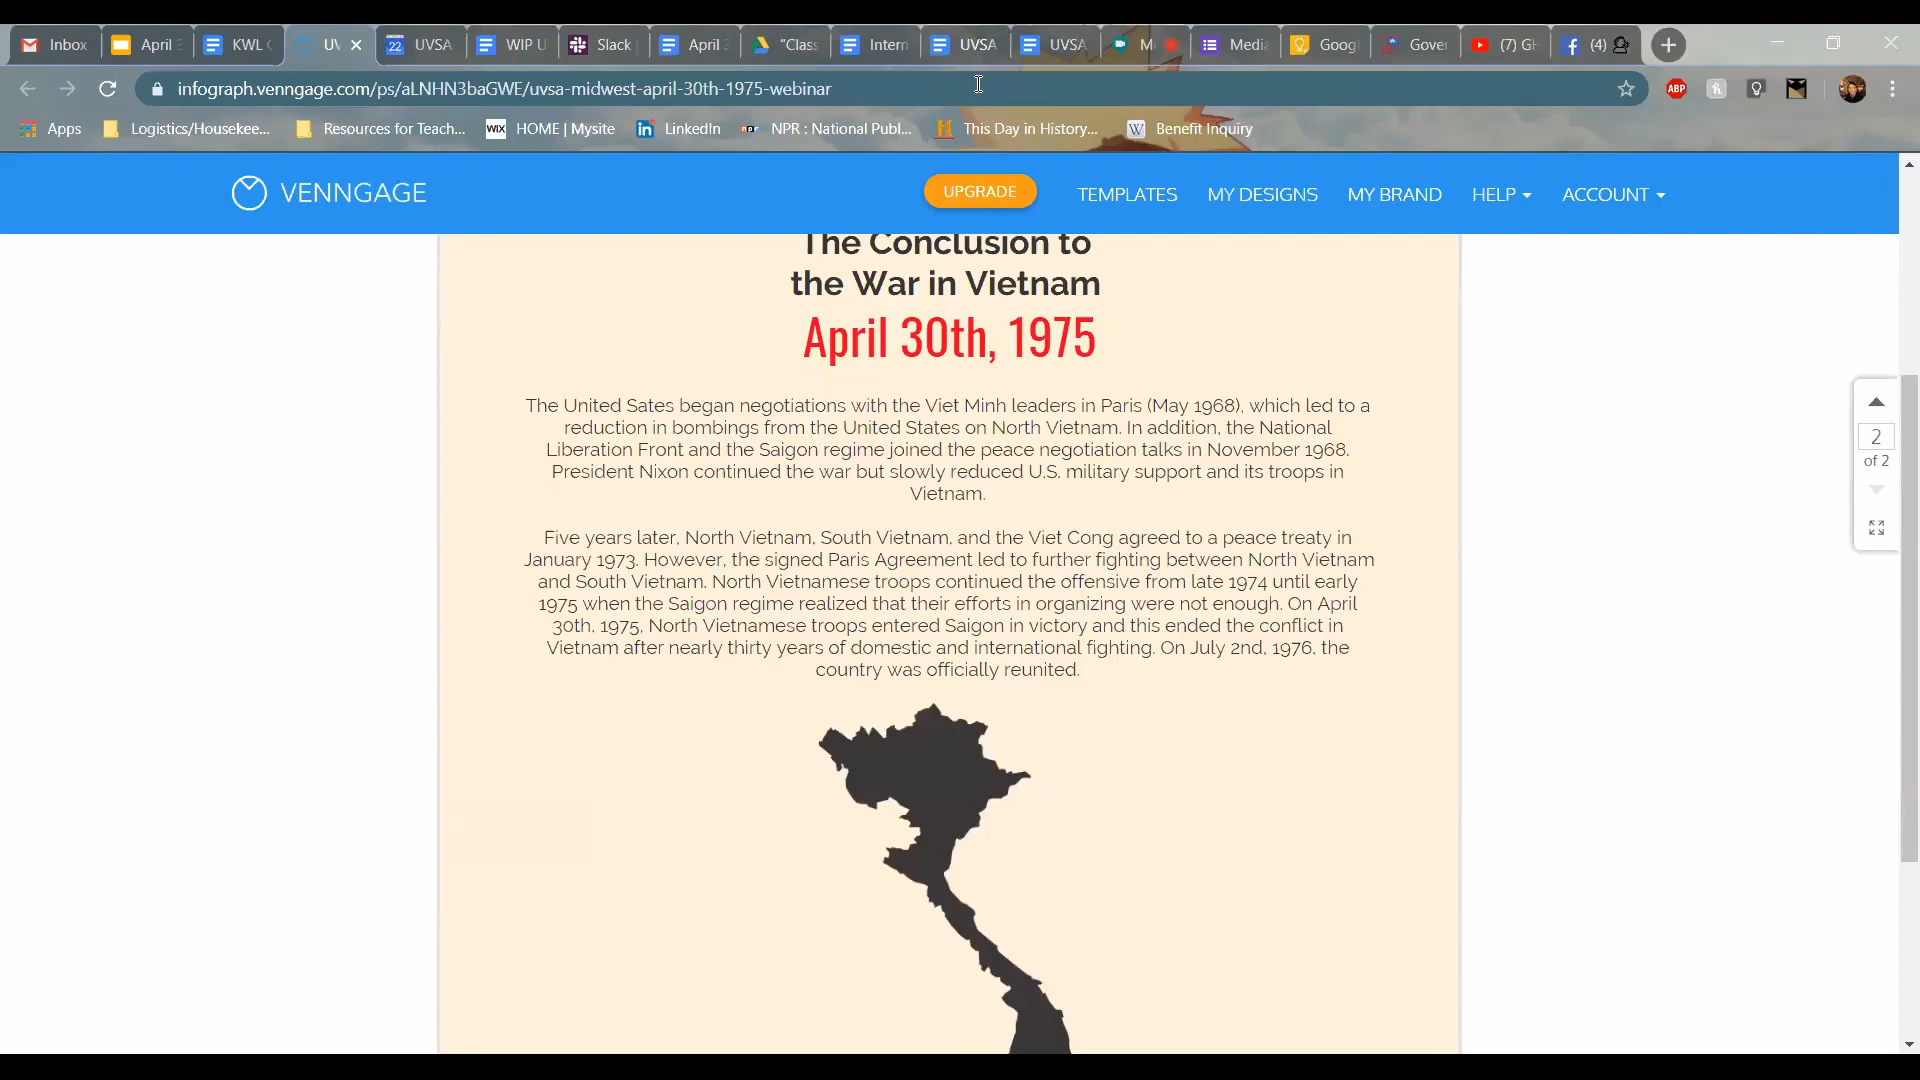 Inbox
April
KWL
UV
22
UVSA
WIP U
Slack
April
"Class
Intern
UVSA
UVSA
M
Media
Goog
Gover
(7) GH
(4)
infograph.venngage.com/ps/aLNHN3baGWE/uvsa-midwest-april-30th-1975-webinar
ABP
Apps
Logistics/Housekee...
Resources for Teach...
WIX HOME | Mysite
LinkedIn
npr NPR : National Publ...
H This Day in History...
W Benefit Inquiry
VENNGAGE
UPGRADE
TEMPLATES
MY DESIGNS
MY BRAND
HELP
ACCOUNT
The Conclusion to
the War in Vietnam
April 30th, 1975
The United Sates began negotiations with the Viet Minh leaders in Paris (May 1968), which led to a
reduction in bombings from the United States on North Vietnam. In addition, the National
Liberation Front and the Saigon regime joined the peace negotiation talks in November 1968.
President Nixon continued the war but slowly reduced U.S. military support and its troops in
Vietnam.
Five years later, North Vietnam, South Vietnam, and the Viet Cong agreed to a peace treaty in
January 1973. However, the signed Paris Agreement led to further fighting between North Vietnam
and South Vietnam. North Vietnamese troops continued the offensive from late 1974 until early
1975 when the Saigon regime realized that their efforts in organizing were not enough. On April
30th, 1975, North Vietnamese troops entered Saigon in victory and this ended the conflict in
Vietnam after nearly thirty years of domestic and international fighting. On July 2nd, 1976, the
country was officially reunited.
2
of 2